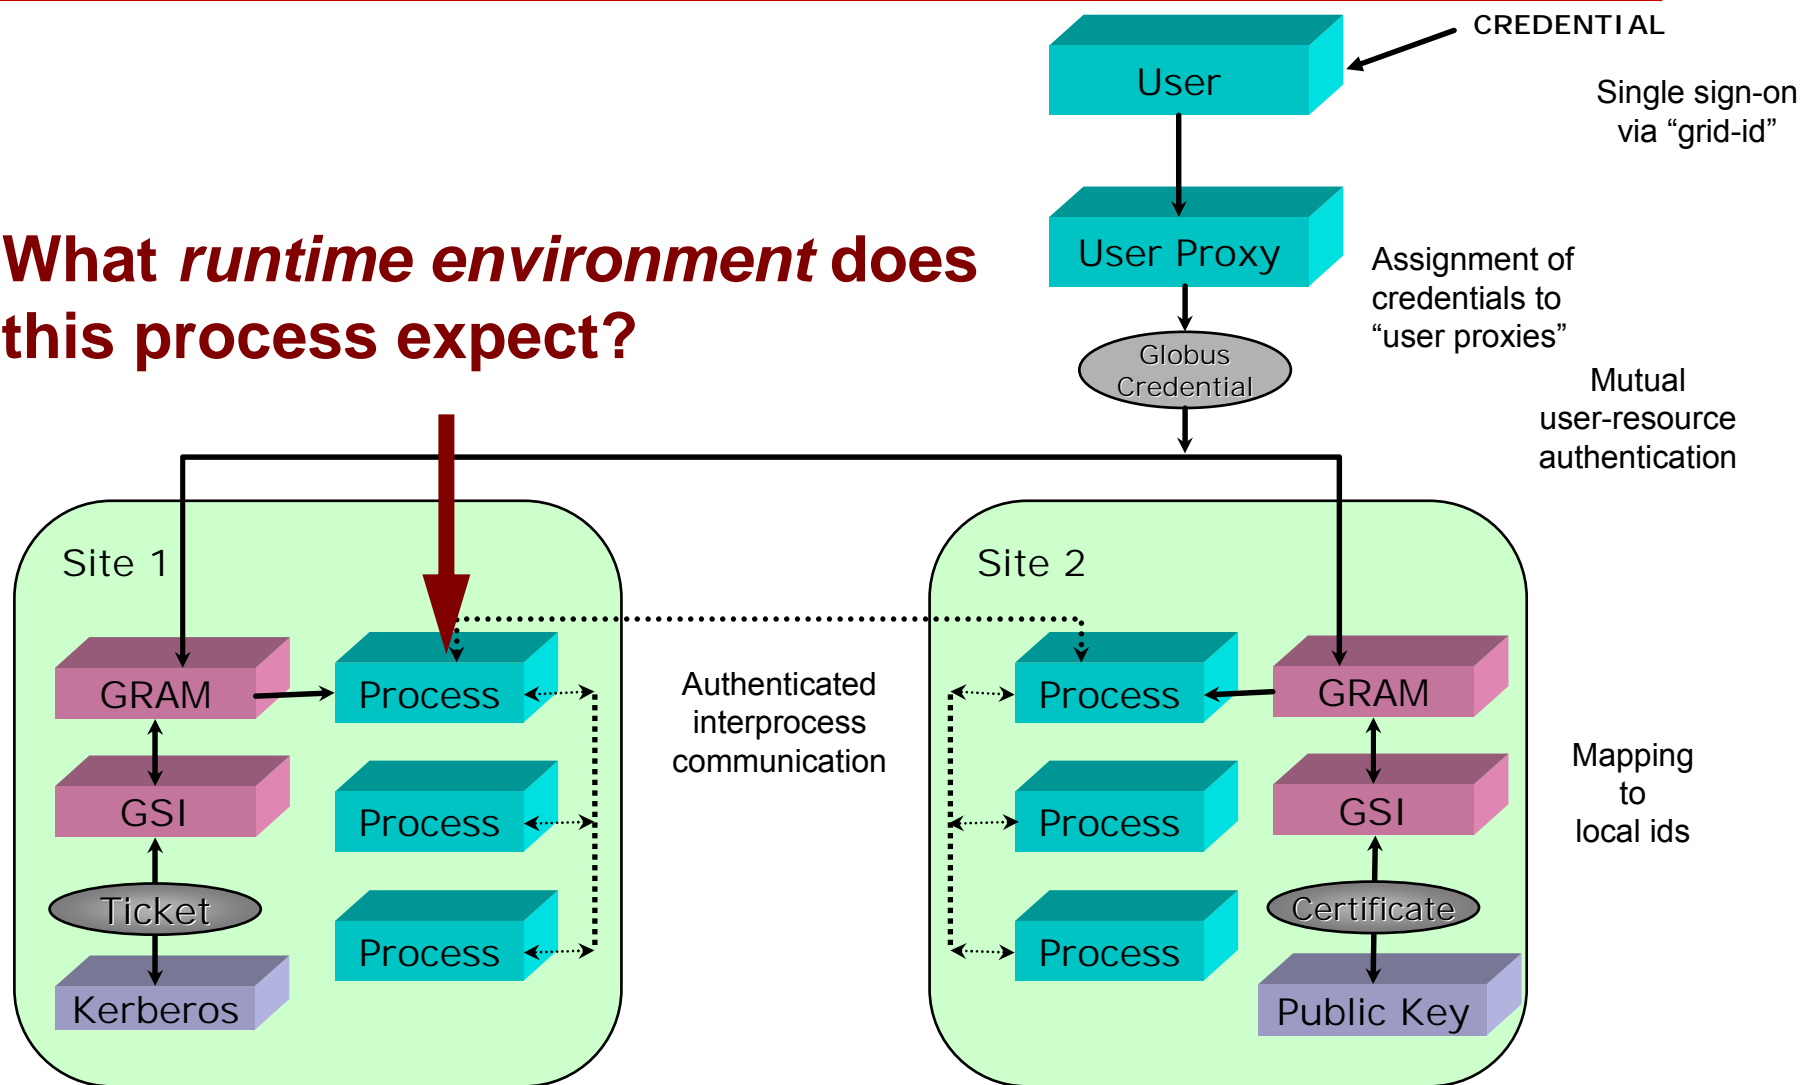 CREDENTIAL
User
Single sign-on
via “grid-id”
What runtime environment does
this process expect?
User Proxy
Assignment of
credentials to
“user proxies”
Globus
Credential
Mutual
user-resource
authentication
Site 1
GRAM
Process
GSI
Process
Ticket
Process
Kerberos
Authenticated
interprocess
communication
Site 2
Process
GRAM
Process
GSI
Process
Certificate
Public Key
Mapping
to
local ids